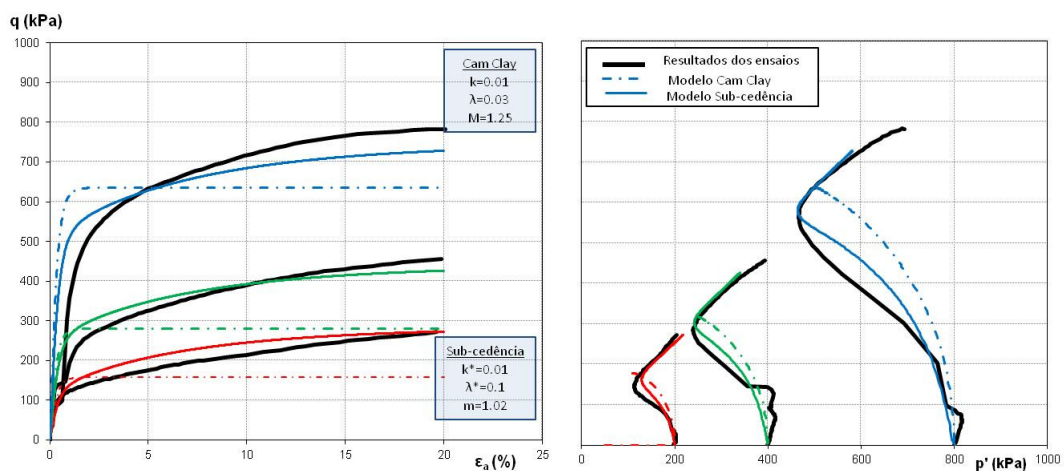 q (kPa)
1000
900
800
700
600
500
400
300
200
100
0
0
5
10
15
20
25
εa (%)
Cam Clay
k=0.01
λ=0.03
M=1.25
Sub-cedência
k*=0.01
λ*=0.1
m=1.02
Resultados dos ensaios
Modelo Cam Clay
Modelo Sub-cedência
0
200
400
600
800
1000
p' (kPa)